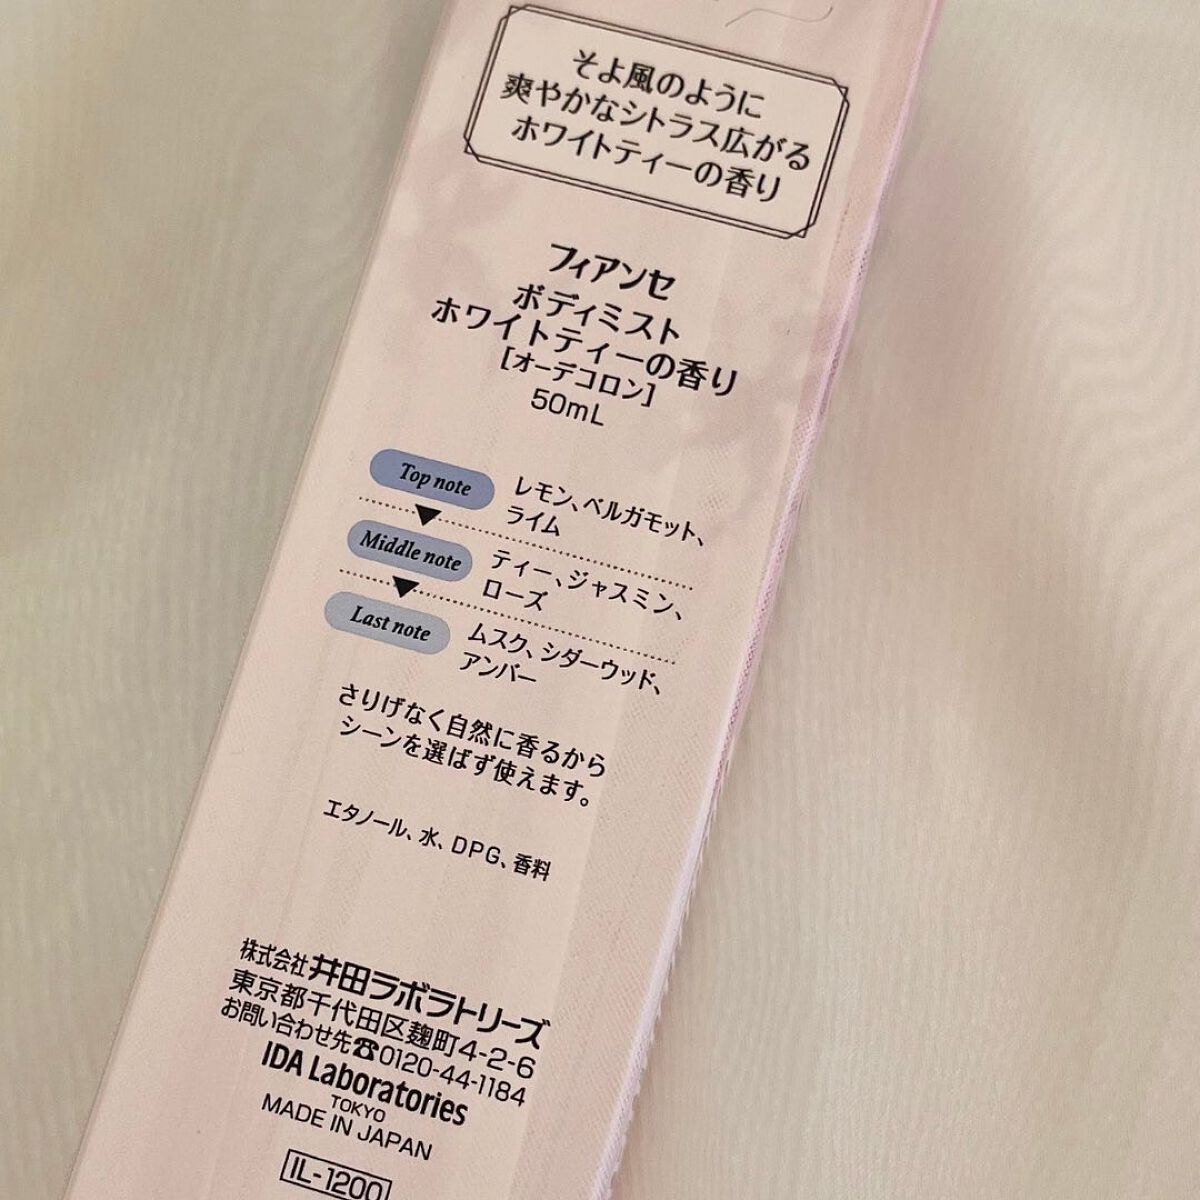 そよ風のように
爽やかなシトラス広がる
ホワイトティーの香り
フィアンセ
ボディミスト
ホワイトティーの香り
[オーデコロン]
50mL
Top note
レモン、ベルガモット、
ライム
Middle note
ティー、ジャスミン、
ローズ
Last note
ムスク、シダーウッド、
アンバー
さりげなく自然に香るから
シーンを選ばず使えます。
エタノール、水、DPG、香料
株式会社 井田ラボラトリーズ
東京都千代田区麹町4-2-6
お問い合わせ先☎0120-44-1184
IDA Laboratories
TOKYO
MADE IN JAPAN
IL-1200